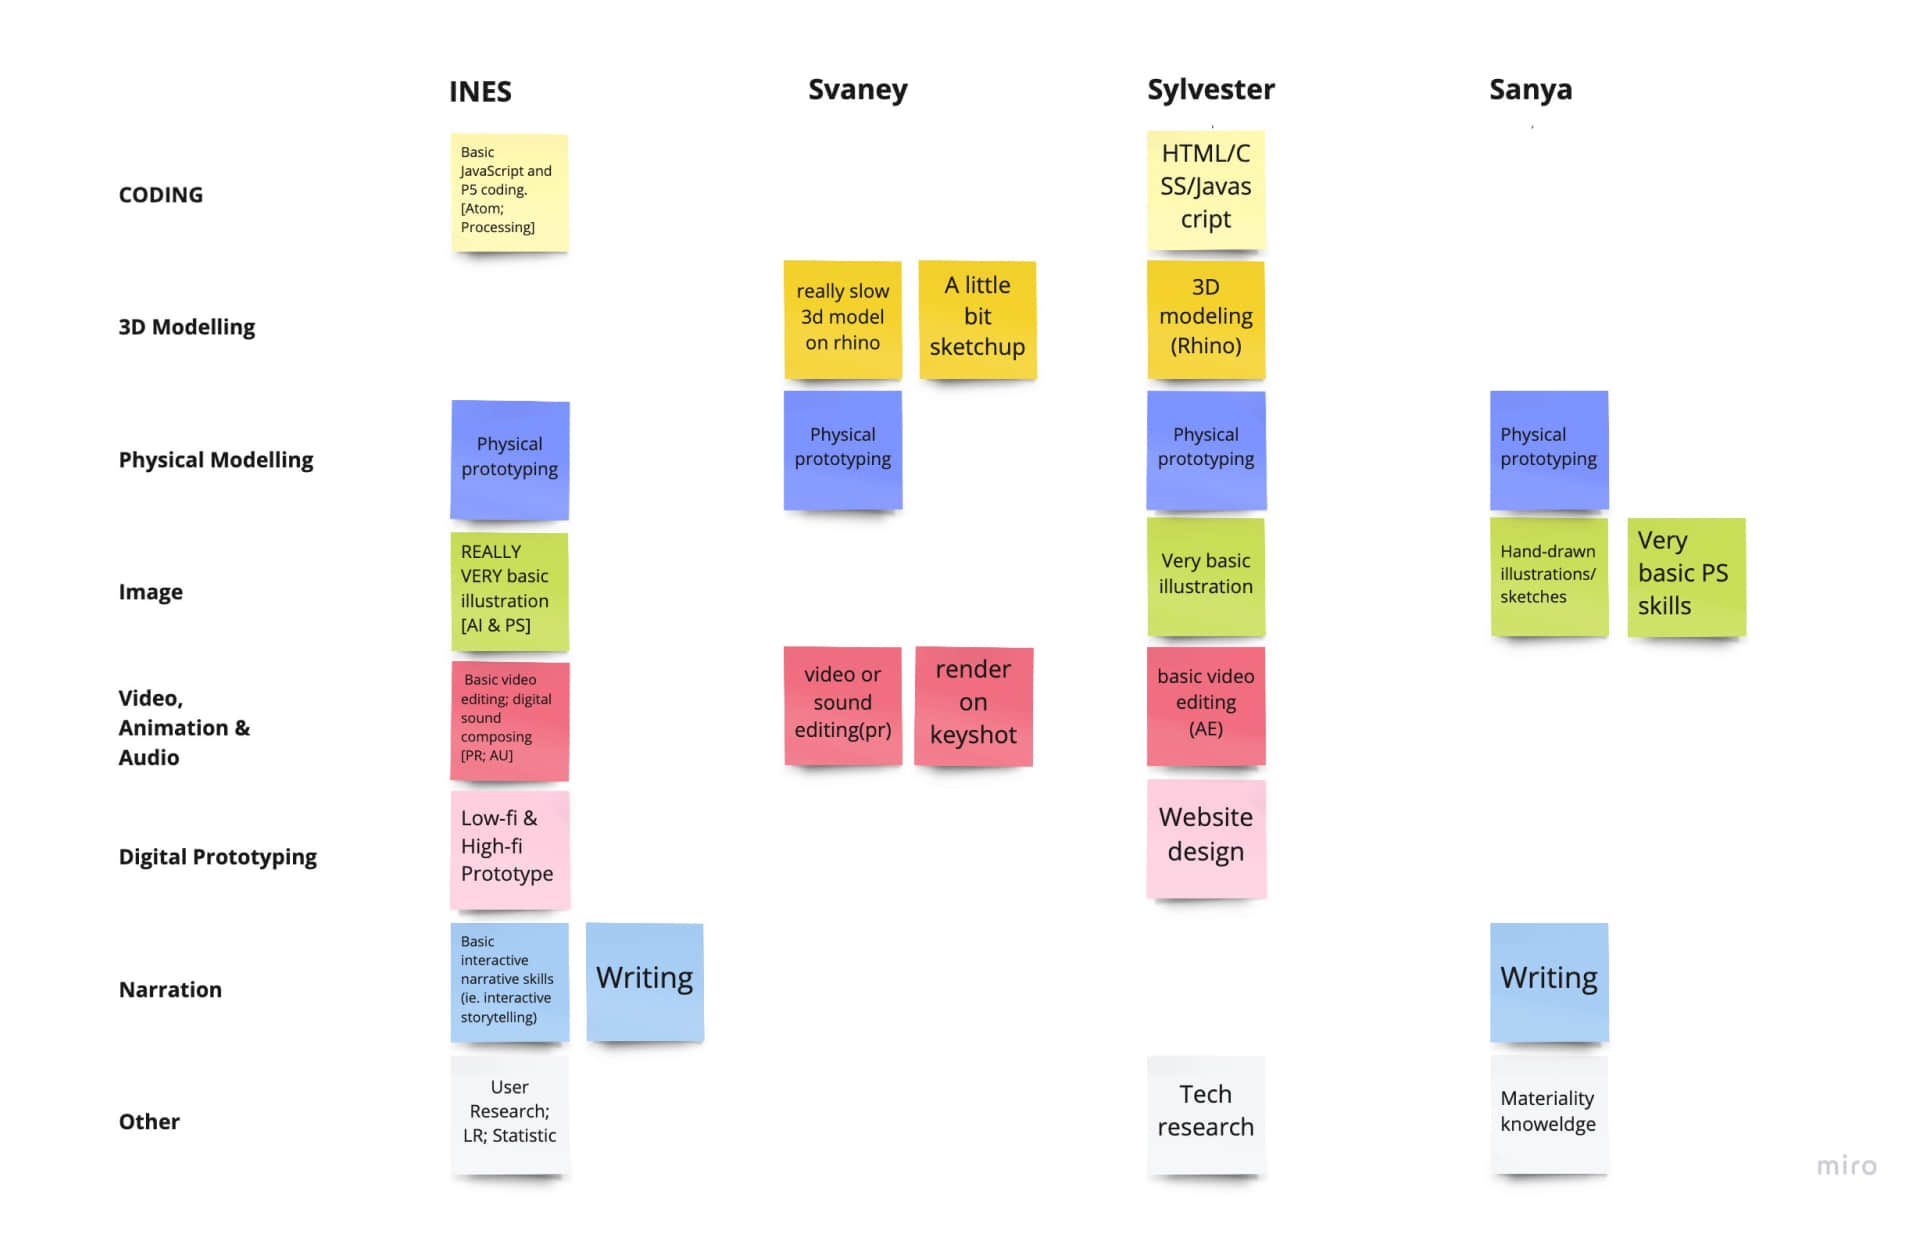 INES
Svaney
Sylvester
Sanya
CODING
Basic
JavaScript and
P5 coding.
[Atom;
Processing]
HTML/C
SS/Javas
cript
3D Modelling
really slow
3d model
on rhino
A little
bit
sketchup
3D
modeling
(Rhino)
Physical Modelling
Physical
prototyping
Physical
prototyping
Physical
prototyping
Physical
prototyping
Image
REALLY
VERY basic
illustration
[AI & PS]
Very basic
illustration
Hand-drawn
illustrations/
sketches
Very
basic PS
skills
Video,
Animation &
Audio
Basic video
editing; digital
sound
composing
[PR; AU]
video or
sound
editing(pr)
render
on
keyshot
basic video
editing
(AE)
Digital Prototyping
Low-fi &
High-fi
Prototype
Website
design
Narration
Basic
interactive
narrative skills
(ie. interactive
storytelling)
Writing
Writing
Other
User
Research;
LR; Statistic
Tech
research
Materiality
knoweldge
miro